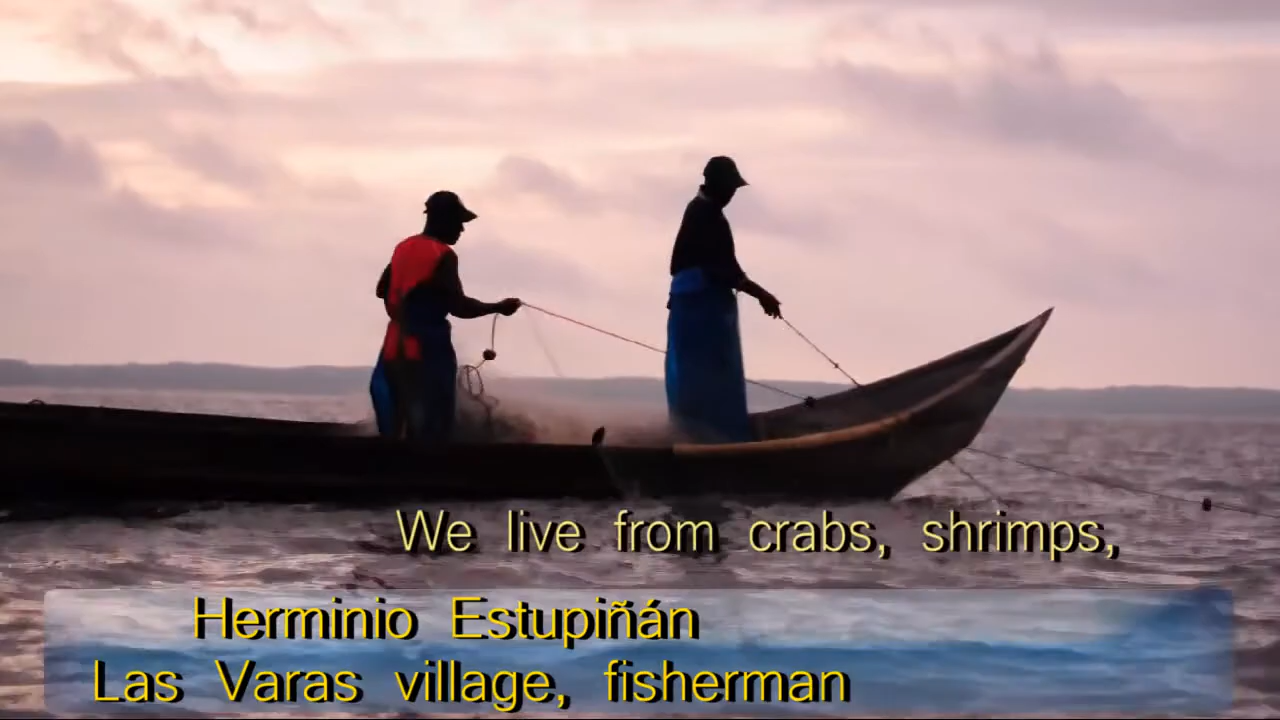 We live from crabs, shrimps,
Herminio Estupiñán
Las Varas village, fisherman